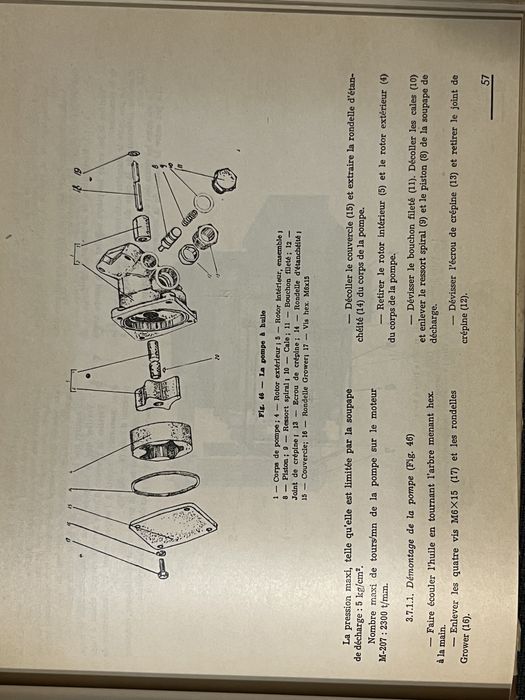 Fig. 46 — La pompe à huile
1 — Corps de pompe; 4 — Rotor extérieur; 5 — Rotor intérieur, ensemble;
8 — Piston; 9 — Ressort spiral; 10 — Cale; 11 — Bouchon fileté; 12 —
Joint de crépine; 13 — Ecrou de crépine; 14 — Rondelle d'étanchéité;
15 — Couvercle; 16 — Rondelle Grower; 17 — Vis hex. M6x15
La pression maxi, telle qu'elle est limitée par la soupape
de décharge : 5 kg/cm².
Nombre maxi de tours/mn de la pompe sur le moteur
M-207 : 2300 t/mm.
3.7.1.1. Démontage de la pompe (Fig. 46)
— Faire écouler l'huile en tournant l'arbre menant hex.
à la main.
— Enlever les quatre vis M6×15 (17) et les rondelles
Grower (16).
— Décoller le couvercle (15) et extraire la rondelle d'étan-
chéité (14) du corps de la pompe.
— Retirer le rotor intérieur (5) et le rotor extérieur (4)
du corps de la pompe.
— Dévisser le bouchon fileté (11). Décoller les cales (10)
et enlever le ressort spiral (9) et le piston (8) de la soupape de
décharge.
— Dévisser l'écrou de crépine (13) et retirer le joint de
crépine (12).
57